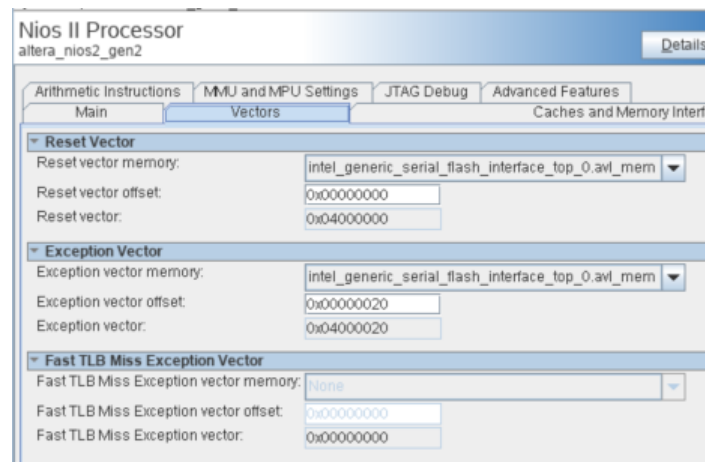 Nios II Processor
altera_nios2_gen2
Details
Arithmetic Instructions MMU and MPU Settings JTAG Debug Advanced Features
Main Vectors Caches and Memory Interf
Reset Vector
Reset vector memory: intel_generic_serial_flash_interface_top_0.avl_mem
Reset vector offset: 0x00000000
Reset vector: 0x04000000
Exception Vector
Exception vector memory: intel_generic_serial_flash_interface_top_0.avl_mem
Exception vector offset: 0x00000020
Exception vector: 0x04000020
Fast TLB Miss Exception Vector
Fast TLB Miss Exception vector memory: None
Fast TLB Miss Exception vector offset: 0x00000000
Fast TLB Miss Exception vector: 0x00000000